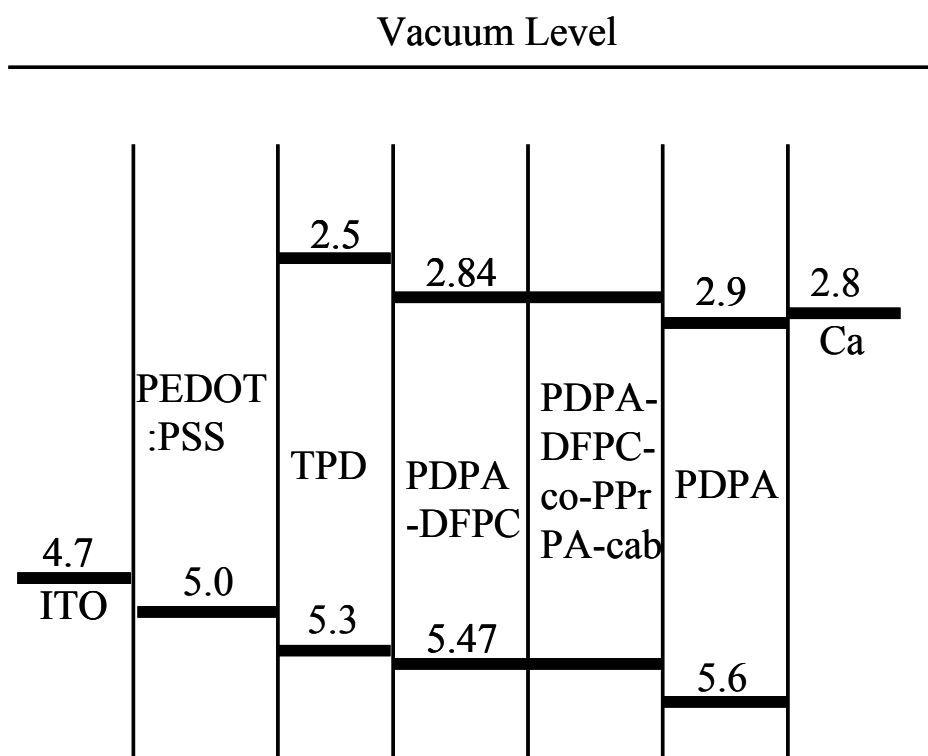 Vacuum Level
2.5
2.84
2.9
2.8
Ca
PEDOT
:PSS
TPD
PDPA
-DFPC
PDPA-
DFPC-
co-PPr
PA-cab
PDPA
4.7
ITO
5.0
5.3
5.47
5.6